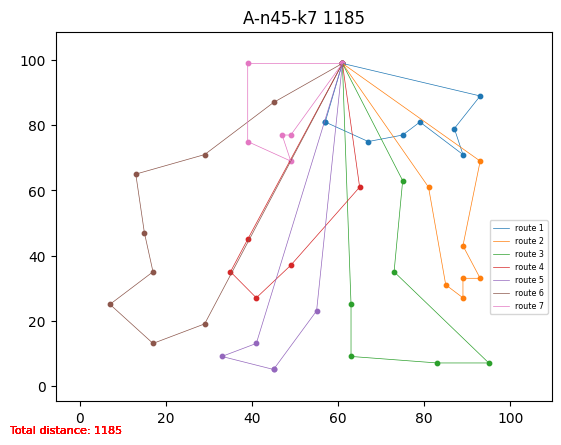 A-n45-k7 1185
100
80
60
40
20
0
route 1
route 2
route 3
route 4
route 5
route 6
route 7
0 20 40 60 80 100
Total distance: 1185